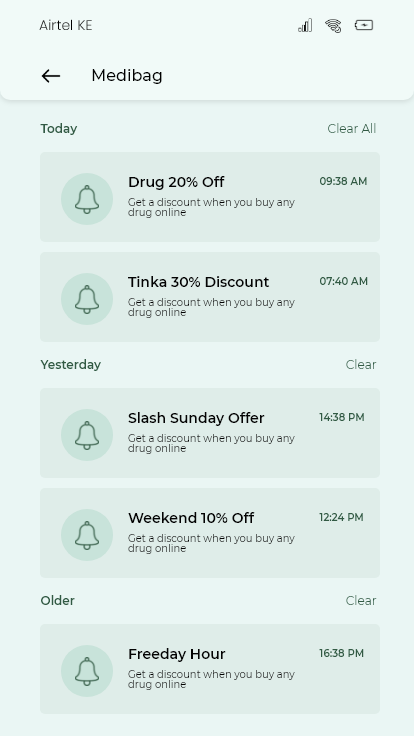 Airtel KE
Medibag
Today Clear All
Drug 20% Off 09:38 AM
Get a discount when you buy any
drug online
Tinka 30% Discount 07:40 AM
Get a discount when you buy any
drug online
Yesterday Clear
Slash Sunday Offer 14:38 PM
Get a discount when you buy any
drug online
Weekend 10% Off 12:24 PM
Get a discount when you buy any
drug online
Older Clear
Freeday Hour 16:38 PM
Get a discount when you buy any
drug online